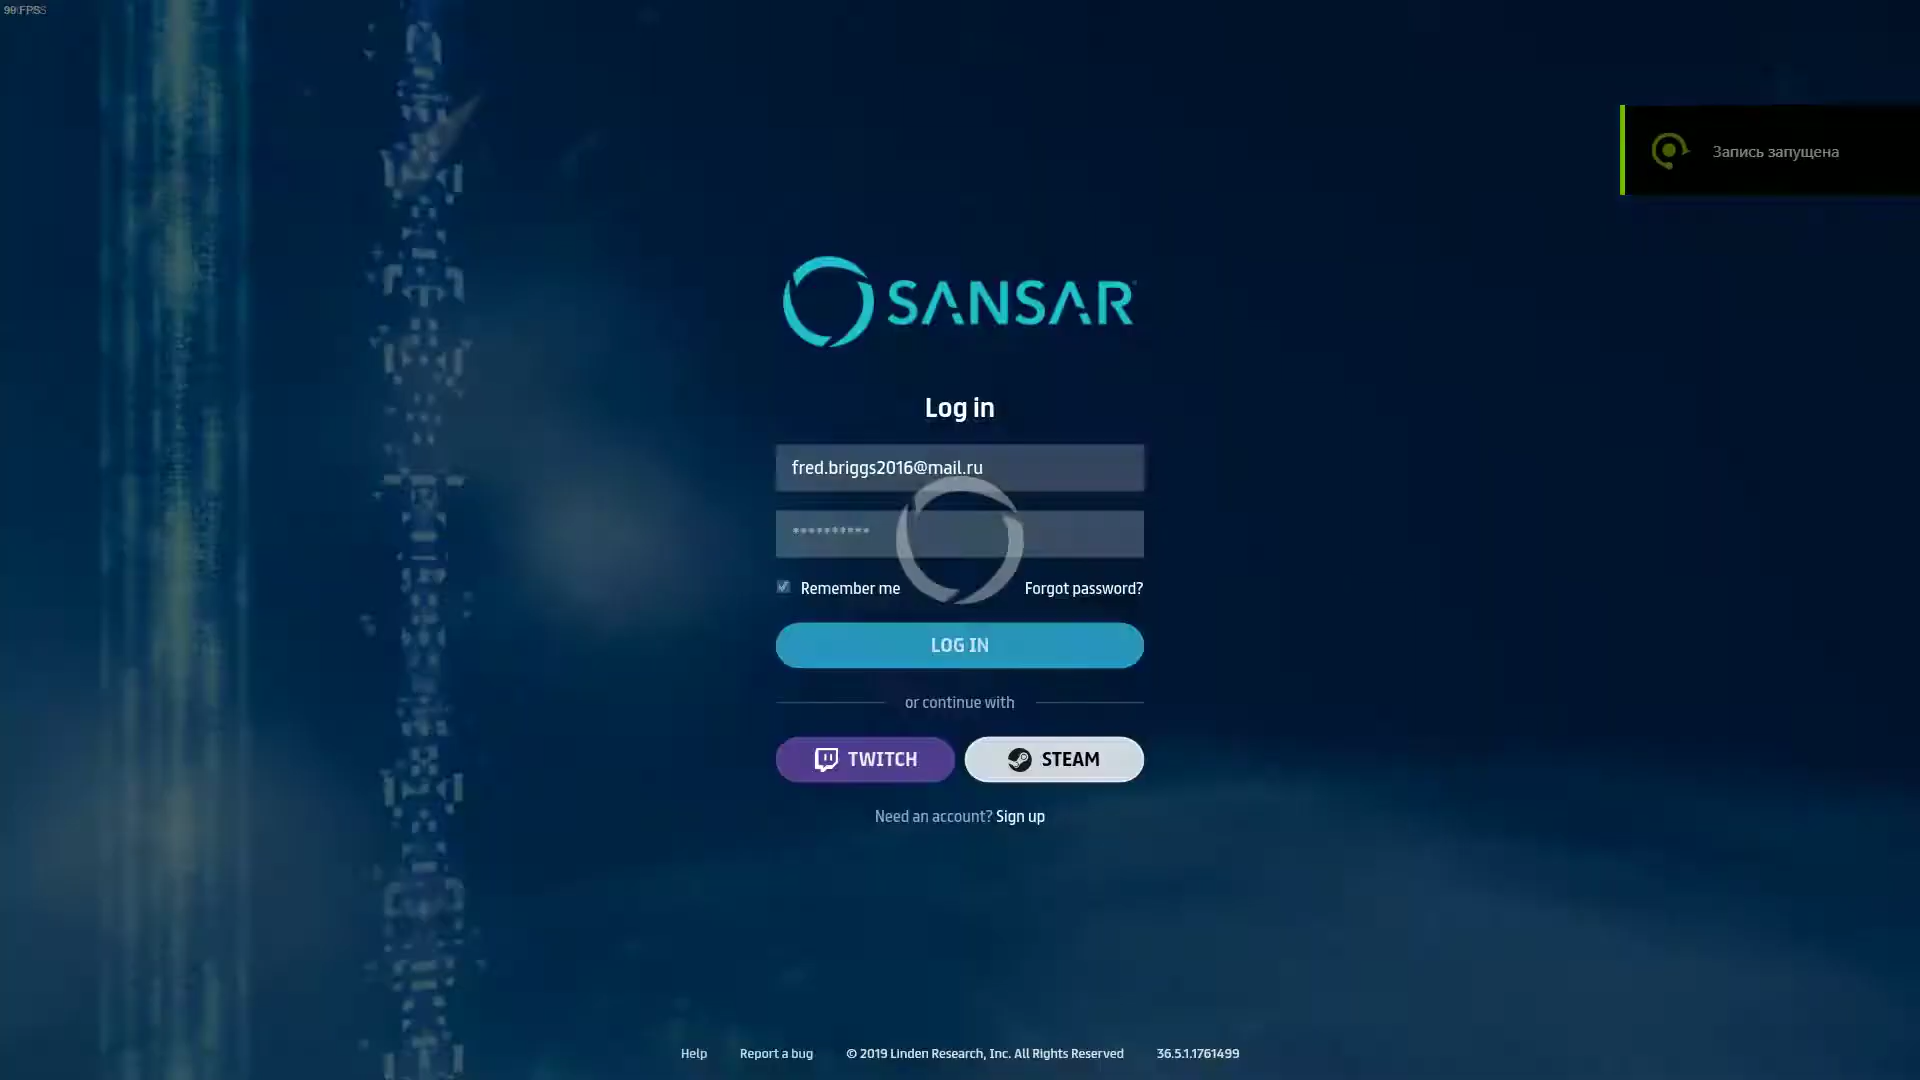 99 FPS
Запись запущена
SANSAR
Log in
fred.briggs2016@mail.ru
**********
Remember me
Forgot password?
LOG IN
or continue with
TWITCH
STEAM
Need an account? Sign up
Help
Report a bug
© 2019 Linden Research, Inc. All Rights Reserved
36.5.1.1761499